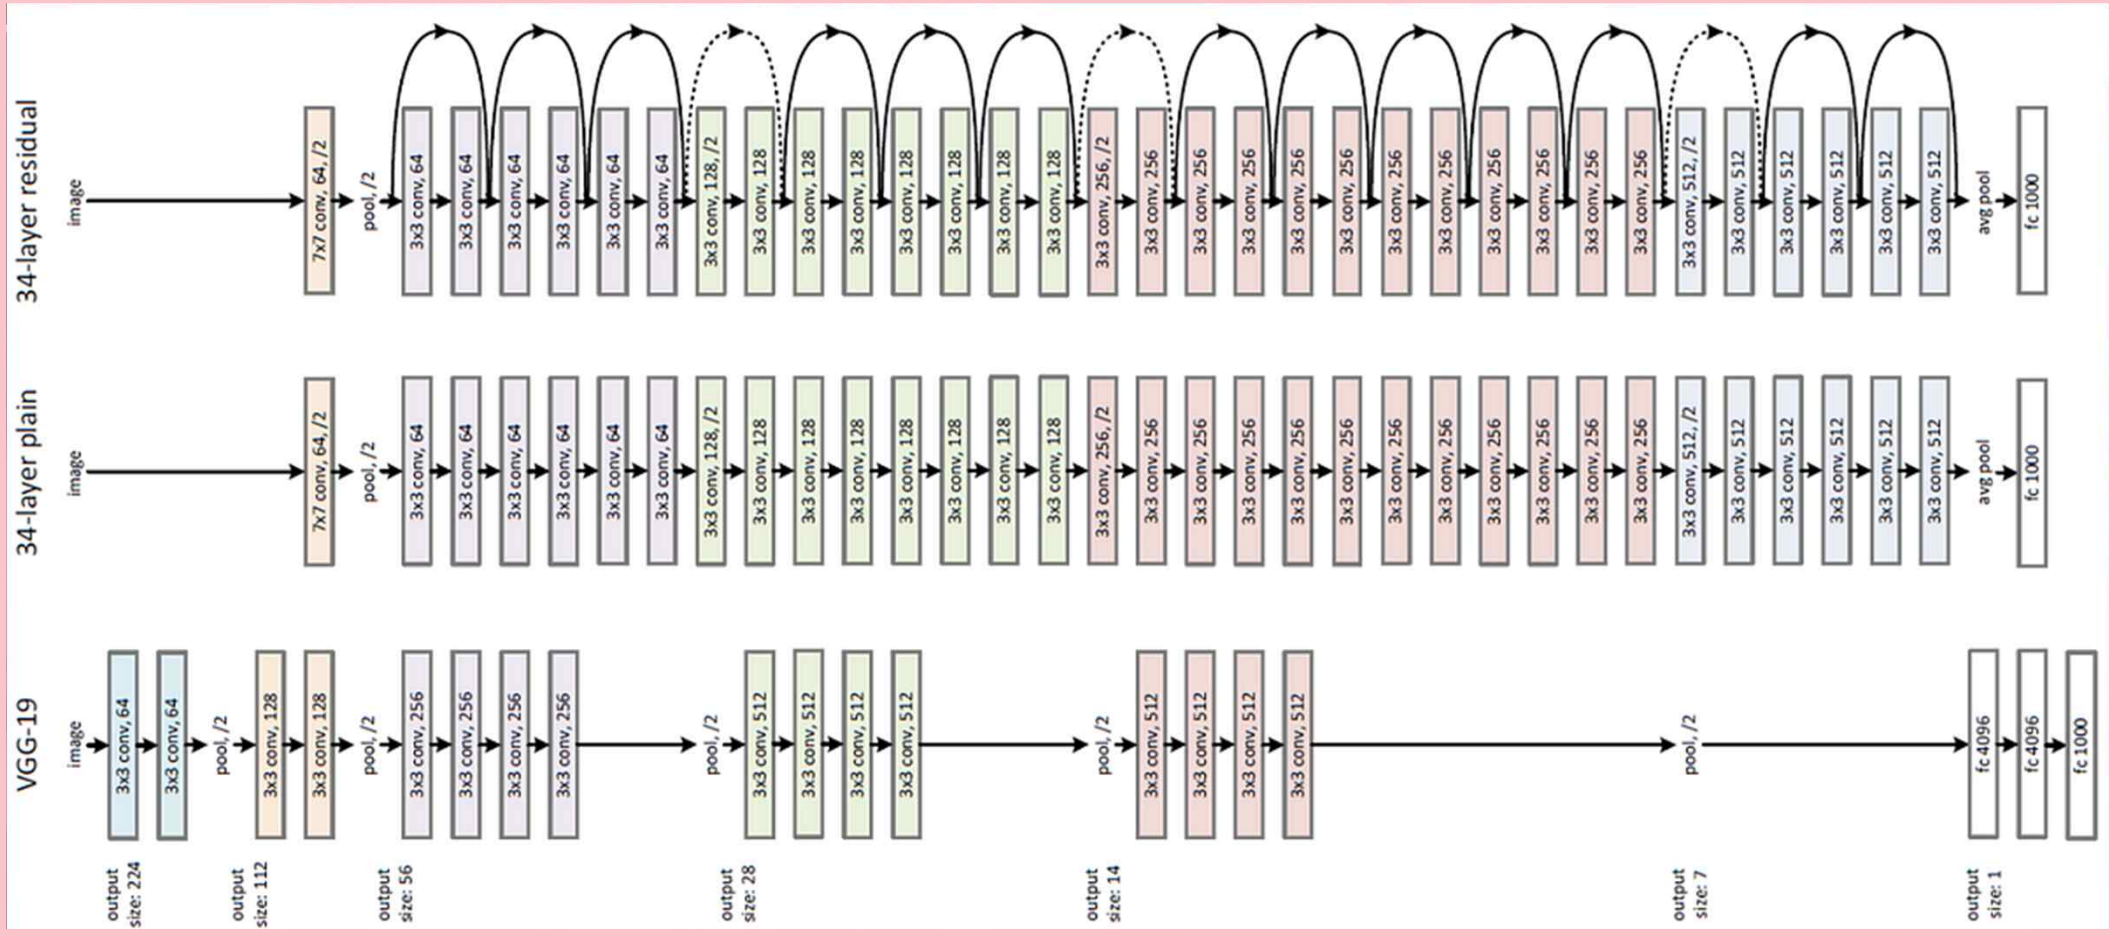 34-layer residual
image
7x7 conv, 64, /2
pool, /2
3x3 conv, 64
3x3 conv, 64
3x3 conv, 64
3x3 conv, 64
3x3 conv, 64
3x3 conv, 64
3x3 conv, 128, /2
3x3 conv, 128
3x3 conv, 128
3x3 conv, 128
3x3 conv, 128
3x3 conv, 128
3x3 conv, 128
3x3 conv, 128
3x3 conv, 256, /2
3x3 conv, 256
3x3 conv, 256
3x3 conv, 256
3x3 conv, 256
3x3 conv, 256
3x3 conv, 256
3x3 conv, 256
3x3 conv, 256
3x3 conv, 256
3x3 conv, 256
3x3 conv, 256
3x3 conv, 512, /2
3x3 conv, 512
3x3 conv, 512
3x3 conv, 512
3x3 conv, 512
3x3 conv, 512
avg pool
fc 1000
34-layer plain
image
7x7 conv, 64, /2
pool, /2
3x3 conv, 64
3x3 conv, 64
3x3 conv, 64
3x3 conv, 64
3x3 conv, 64
3x3 conv, 64
3x3 conv, 128, /2
3x3 conv, 128
3x3 conv, 128
3x3 conv, 128
3x3 conv, 128
3x3 conv, 128
3x3 conv, 128
3x3 conv, 128
3x3 conv, 256, /2
3x3 conv, 256
3x3 conv, 256
3x3 conv, 256
3x3 conv, 256
3x3 conv, 256
3x3 conv, 256
3x3 conv, 256
3x3 conv, 256
3x3 conv, 256
3x3 conv, 256
3x3 conv, 256
3x3 conv, 512, /2
3x3 conv, 512
3x3 conv, 512
3x3 conv, 512
3x3 conv, 512
3x3 conv, 512
avg pool
fc 1000
VGG-19
image
3x3 conv, 64
3x3 conv, 64
pool, /2
3x3 conv, 128
3x3 conv, 128
pool, /2
3x3 conv, 256
3x3 conv, 256
3x3 conv, 256
3x3 conv, 256
pool, /2
3x3 conv, 512
3x3 conv, 512
3x3 conv, 512
3x3 conv, 512
pool, /2
3x3 conv, 512
3x3 conv, 512
3x3 conv, 512
3x3 conv, 512
pool, /2
fc 4096
fc 4096
fc 1000
output
size: 224
output
size: 112
output
size: 56
output
size: 28
output
size: 14
output
size: 7
output
size: 1